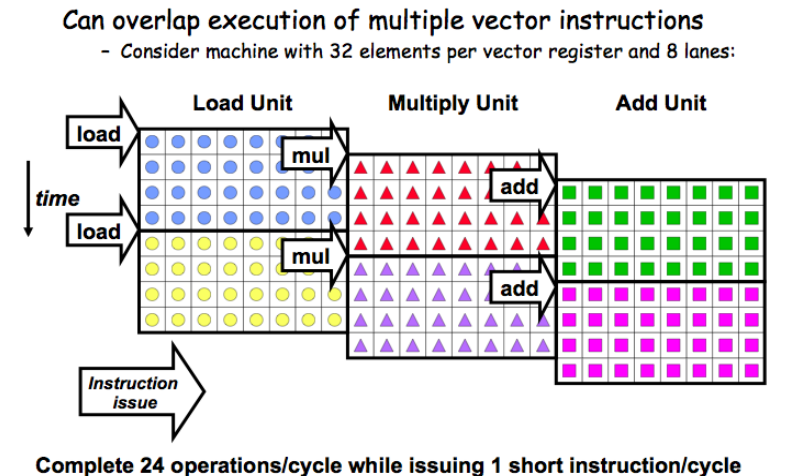 Can overlap execution of multiple vector instructions
- Consider machine with 32 elements per vector register and 8 lanes:
Load Unit
Multiply Unit
Add Unit
load
mul
add
time
load
mul
add
Instruction
issue
Complete 24 operations/cycle while issuing 1 short instruction/cycle